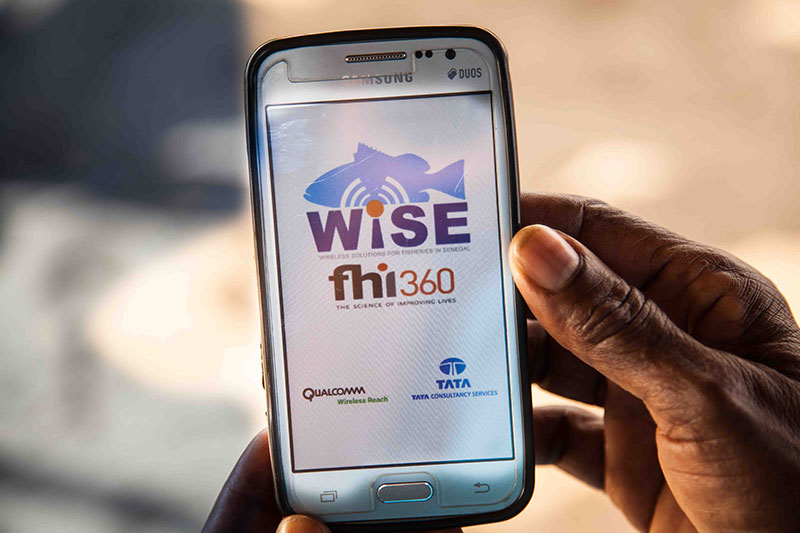 SAMSUNG
DUOS
WiSE
WIRELESS SOLUTIONS FOR FISHERIES IN SENEGAL
fhi360
THE SCIENCE OF IMPROVING LIVES
QUALCOMM
Wireless Reach
TATA
TATA CONSULTANCY SERVICES